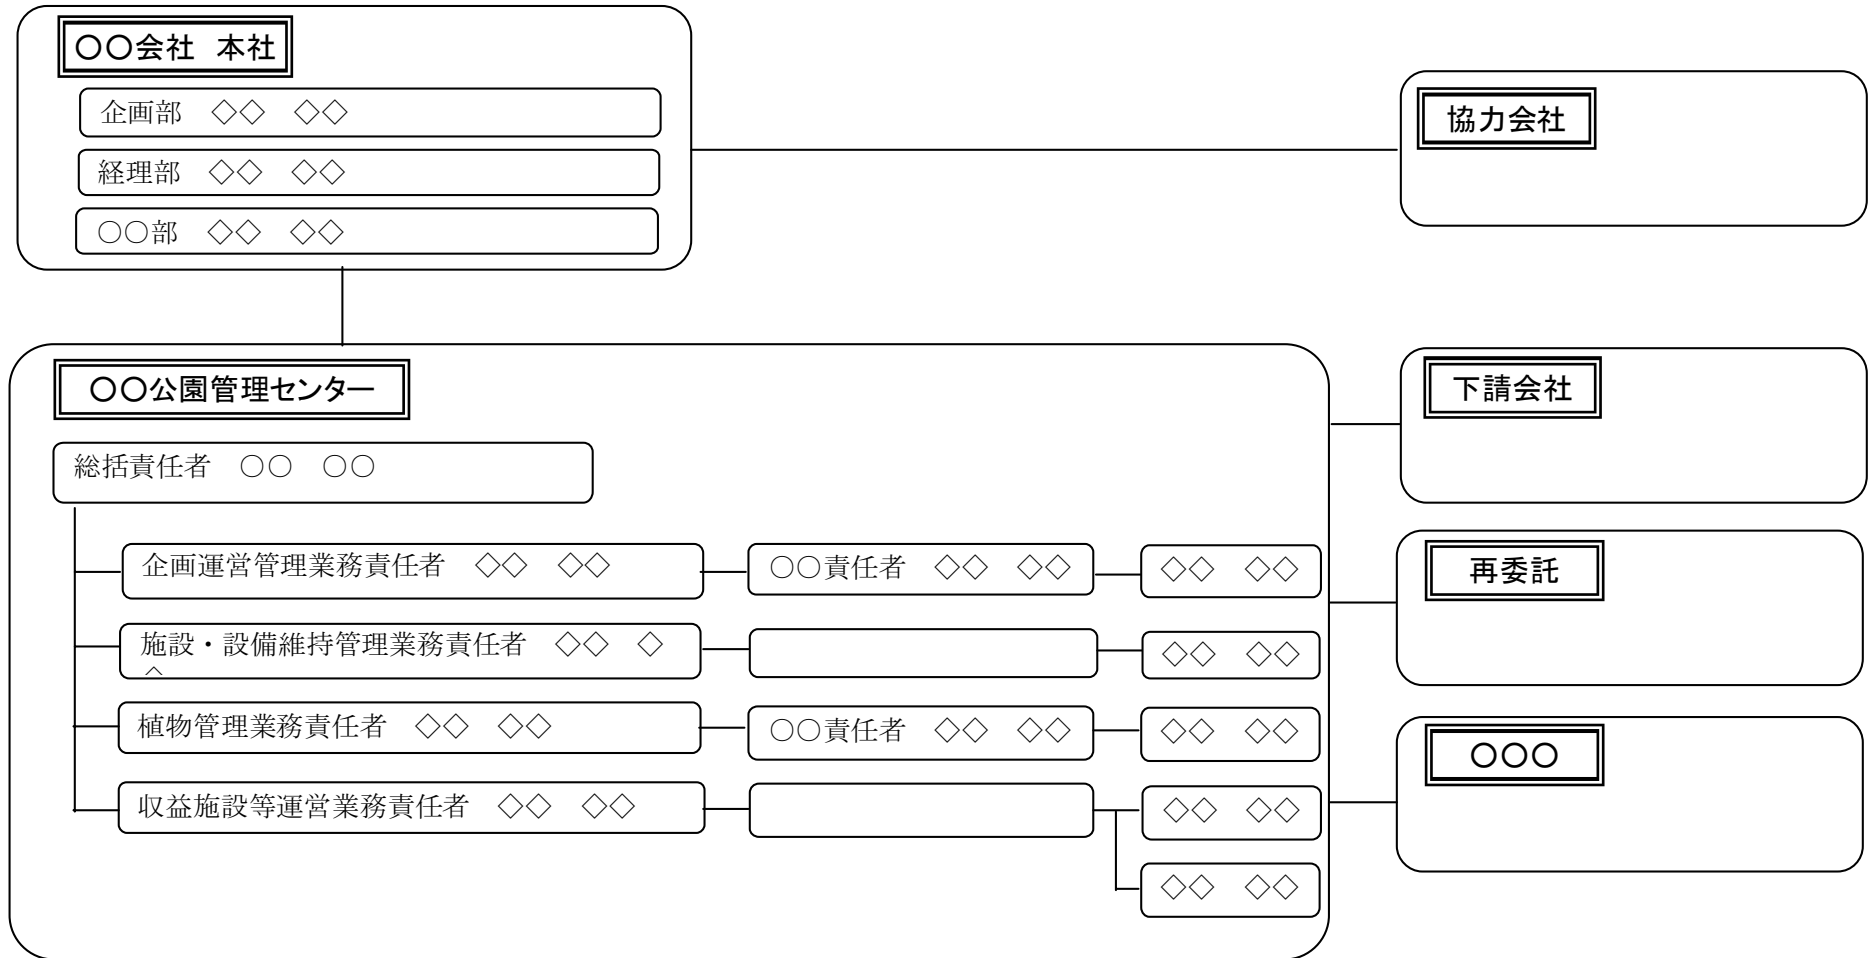 〇〇会社　本社
企画部　◇◇　◇◇
経理部　◇◇　◇◇
〇〇部　◇◇　◇◇
協力会社
〇〇公園管理センター
総括責任者　〇〇　〇〇
企画運営管理業務責任者　◇◇　◇◇
〇〇責任者　◇◇　◇◇
◇◇　◇◇
施設・設備維持管理業務責任者　◇◇　◇
◇
◇◇　◇◇
植物管理業務責任者　◇◇　◇◇
〇〇責任者　◇◇　◇◇
◇◇　◇◇
収益施設等運営業務責任者　◇◇　◇◇
◇◇　◇◇
◇◇　◇◇
下請会社
再委託
〇〇〇